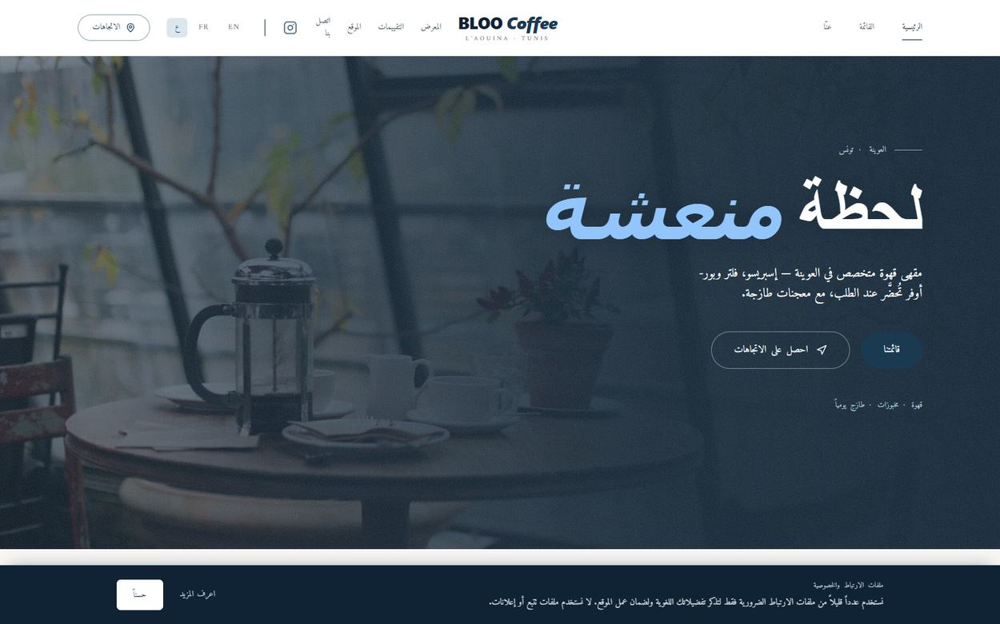 الرئيسية
القائمة
عنّا
BLOO Coffee
L'AOUINA · TUNIS
المعرض
التقييمات
الموقع
اتصل
بنا
EN
FR
ع
الاتجاهات
العوينة · تونس
لحظة منعشة
مقهى قهوة متخصص في العوينة — إسبريسو، فلتر وبور-
أوفر تُحضَّر عند الطلب، مع معجنات طازجة.
قائمتنا
احصل على الاتجاهات
قهوة · مخبوزات · طازج يومياً
ملفات الارتباط والخصوصية
نستخدم عدداً قليلاً من ملفات الارتباط الضرورية فقط لتذكر تفضيلاتك اللغوية ولضمان عمل الموقع. لا نستخدم ملفات تتبع أو إعلانات.
اعرف المزيد
حسناً